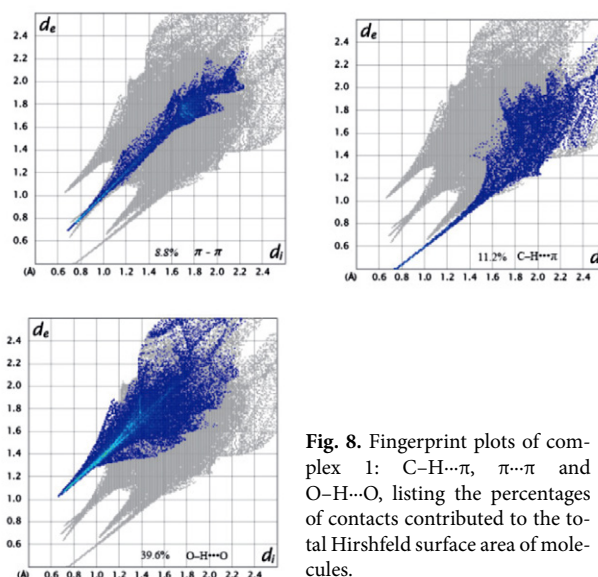 d_e
2.4
2.2
2.0
1.8
1.6
1.4
1.2
1.0
0.8
0.6
8.8% π - π d_i
(Å) 0.6 0.8 1.0 1.2 1.4 1.6 1.8 2.0 2.2 2.4
d_e
2.4
2.2
2.0
1.8
1.6
1.4
1.2
1.0
0.8
0.6
11.2% C–H···π d
(Å) 0.6 0.8 1.0 1.2 1.4 1.6 1.8 2.0 2.2 2.4
d_e
2.4
2.2
2.0
1.8
1.6
1.4
1.2
1.0
0.8
0.6
39.6% O–H···O d_i
(Å) 0.6 0.8 1.0 1.2 1.4 1.6 1.8 2.0 2.2 2.4
Fig. 8. Fingerprint plots of com-
plex 1: C–H···π, π···π and
O–H···O, listing the percentages
of contacts contributed to the to-
tal Hirshfeld surface area of mole-
cules.